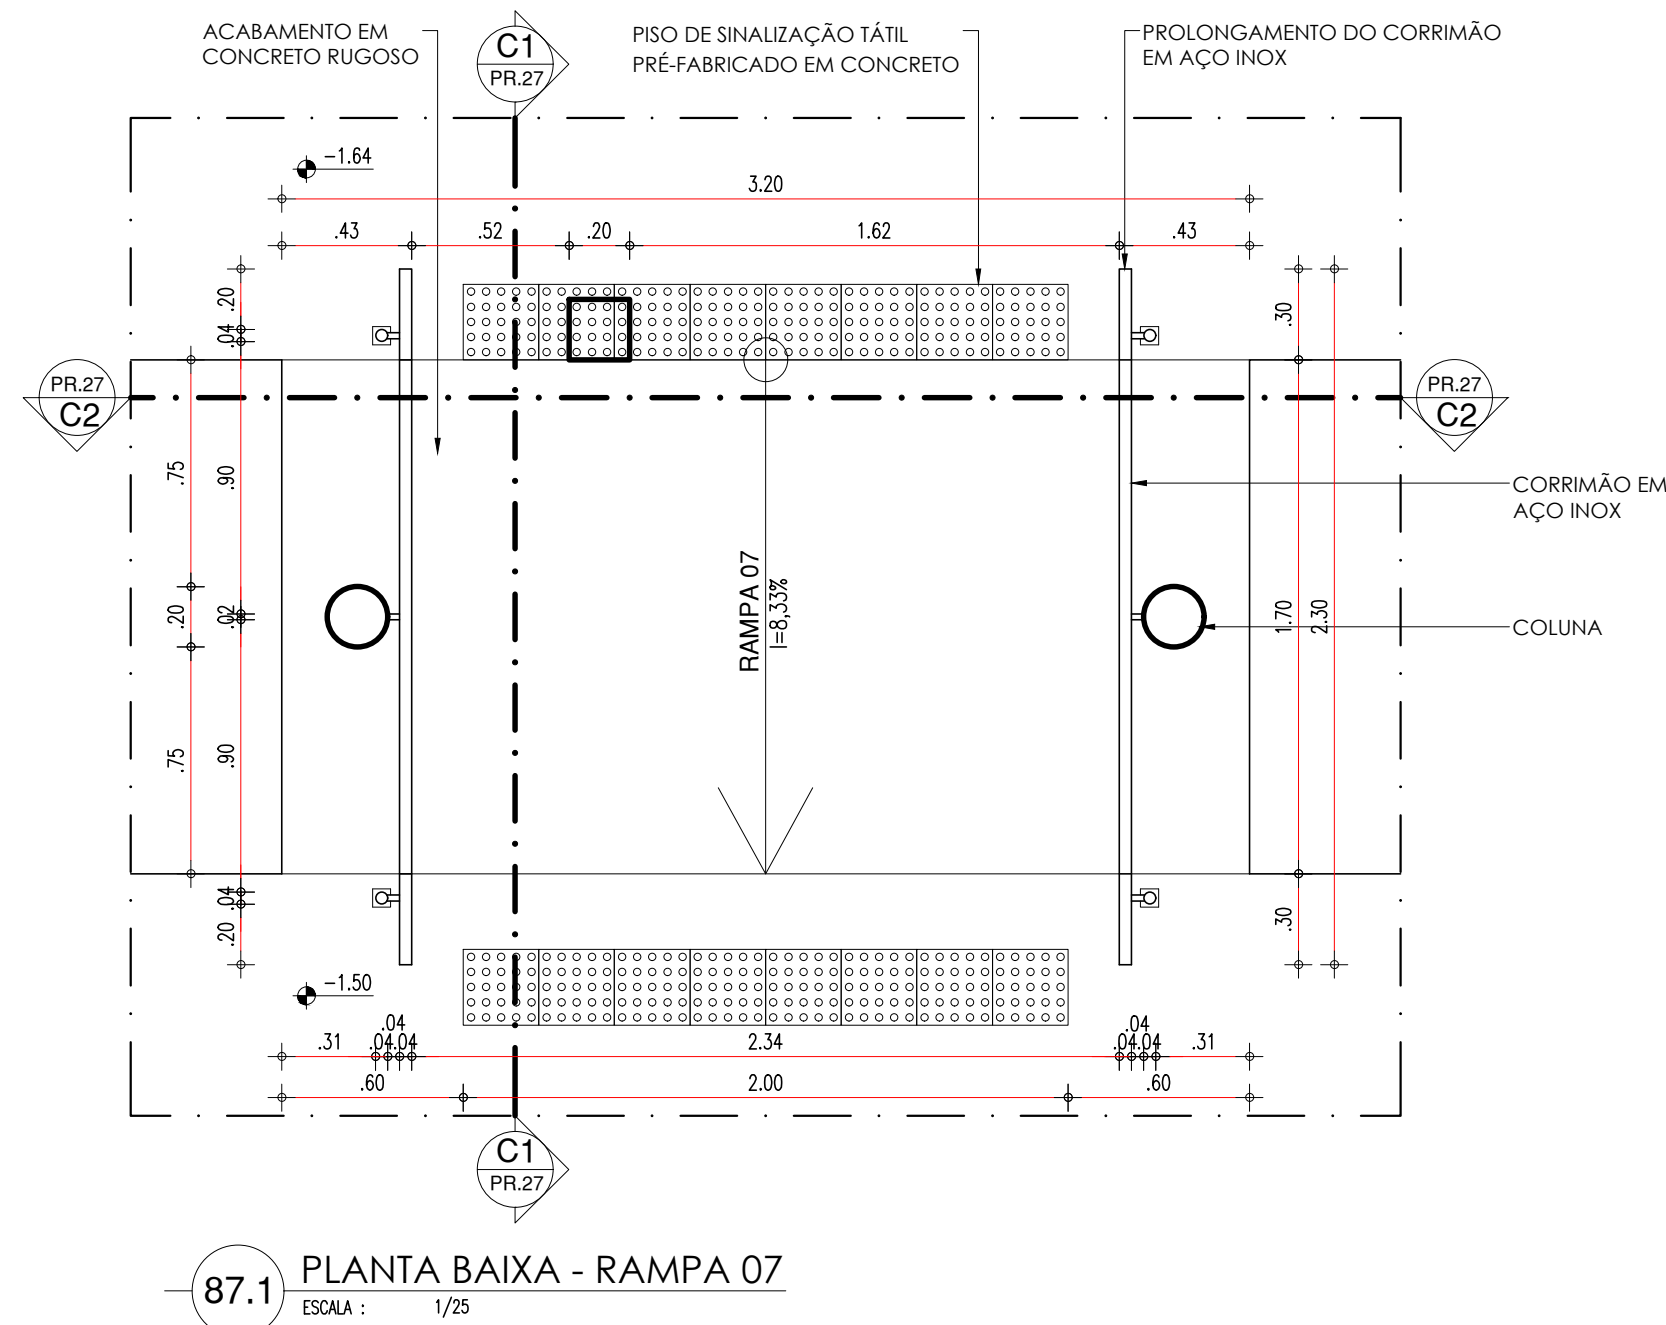 ACABAMENTO EM
CONCRETO RUGOSO
C1
PR.27
PISO DE SINALIZAÇÃO TÁTIL
PRÉ-FABRICADO EM CONCRETO
PROLONGAMENTO DO CORRIMÃO
EM AÇO INOX
-1.64
3.20
.43
.52
.20
1.62
.43
.20
.04
.30
PR.27
C2
PR.27
C2
.75
.90
CORRIMÃO EM
AÇO INOX
RAMPA 07
I=8,33%
.20
.02
1.70
2.30
COLUNA
.75
.90
.04
.20
.30
-1.50
.31
.04
.04
.04
2.34
.04
.04
.04
.31
.60
2.00
.60
C1
PR.27
87.1
PLANTA BAIXA - RAMPA 07
ESCALA : 1/25